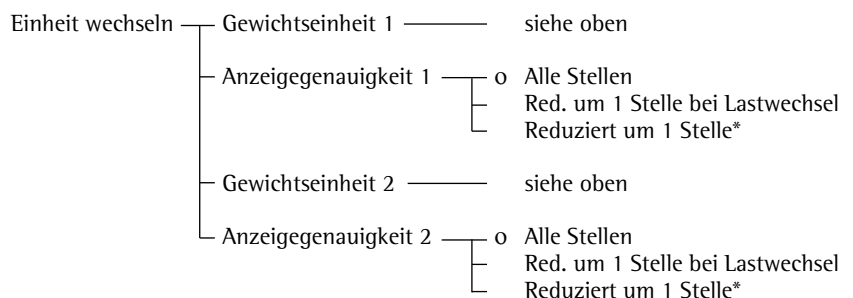 Einheit wechseln Gewichtseinheit 1 siehe oben
Anzeigegenauigkeit 1 o Alle Stellen
Red. um 1 Stelle bei Lastwechsel
Reduziert um 1 Stelle*
Gewichtseinheit 2 siehe oben
Anzeigegenauigkeit 2 o Alle Stellen
Red. um 1 Stelle bei Lastwechsel
Reduziert um 1 Stelle*